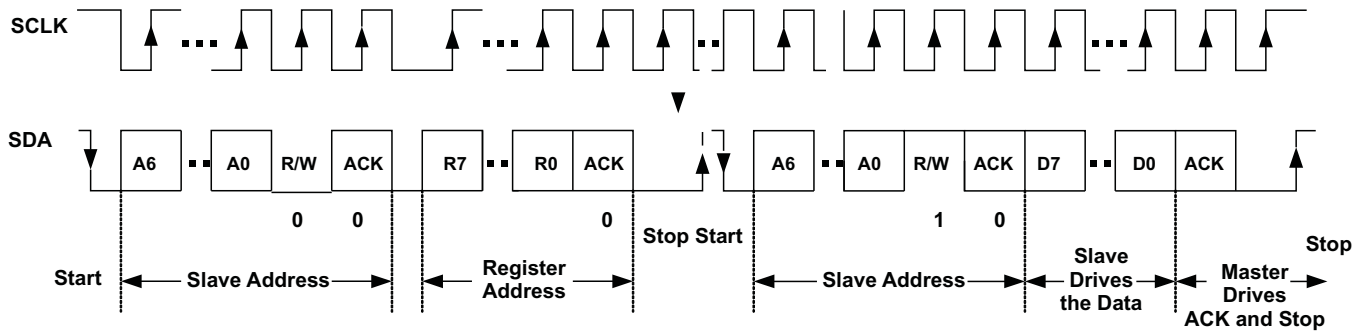 SCLK
SDA
A6 A0 R/W ACK R7 R0 ACK A6 A0 R/W ACK D7 D0 ACK
0 0 0 1 0
Stop Start
Stop
Start
Slave Address
Register
Address
Slave Address
Slave
Drives
the Data
Master
Drives
ACK and Stop